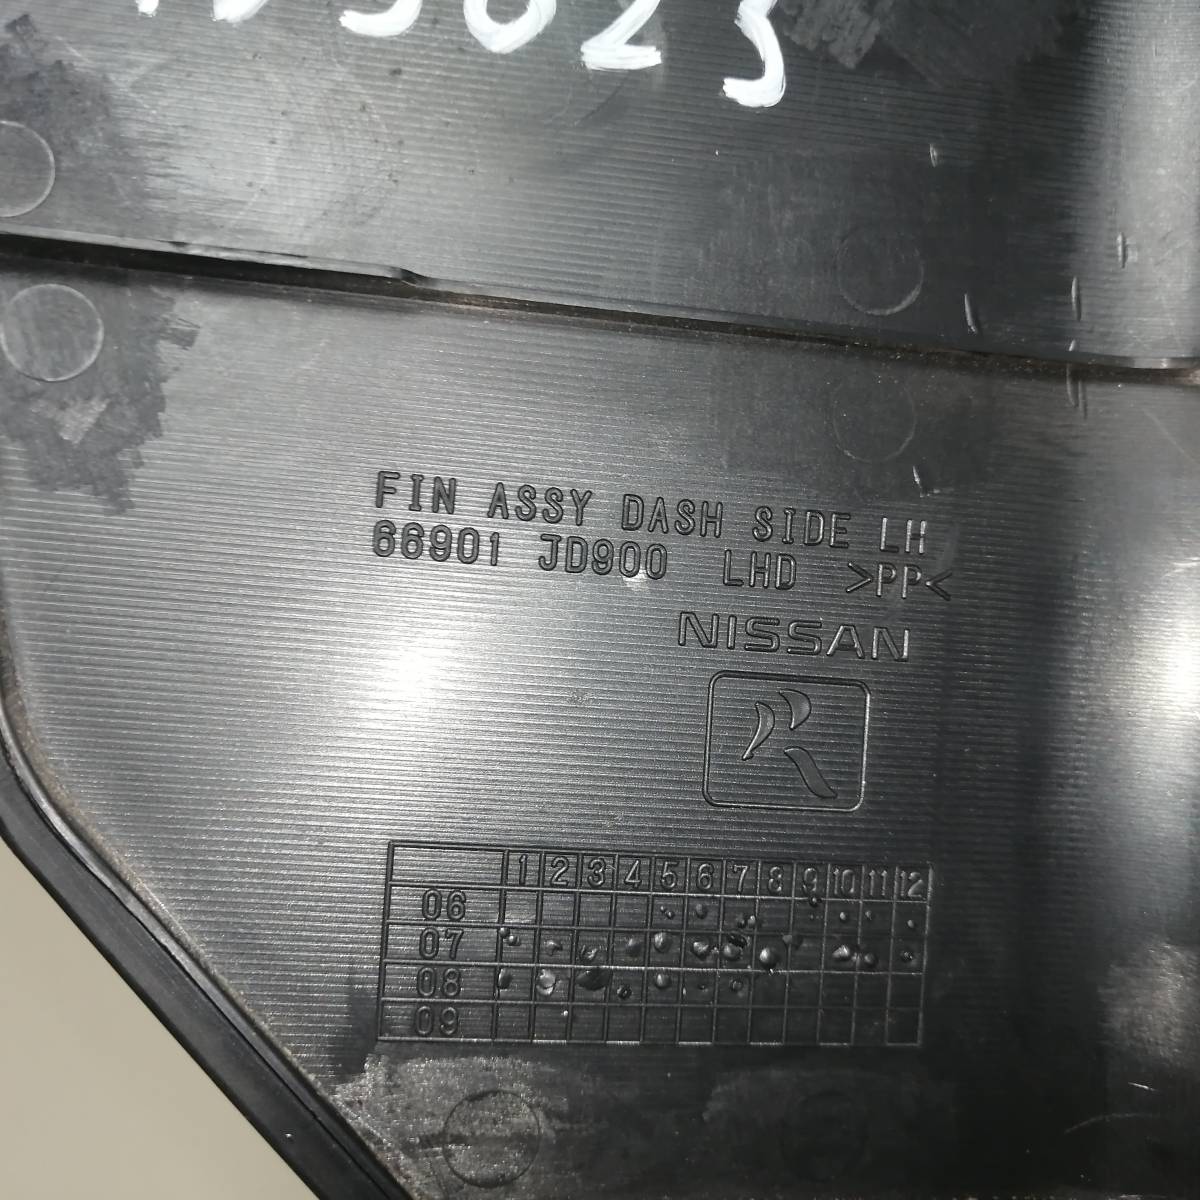 FIN ASSY DASH SIDE LH
66901 JD900 LHD >PP<
NISSAN
R
1 2 3 4 5 6 7 8 9 10 11 12
06
07
08
09